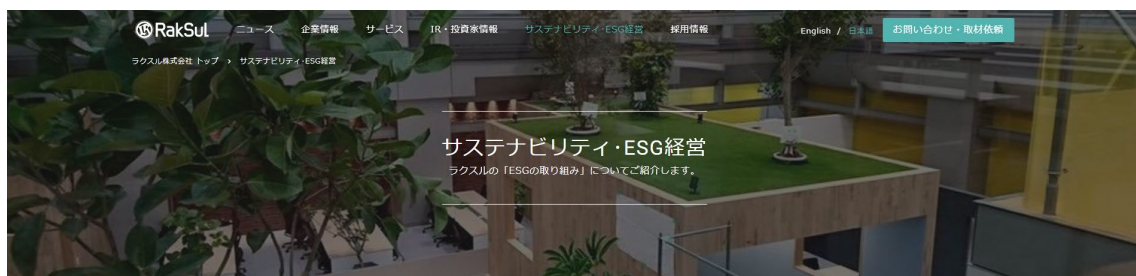 RakSul ニュース 企業情報 サービス IR・投資家情報 サステナビリティ・ESG経営 採用情報 English / 日本語 お問い合わせ・取材依頼
ラクスル株式会社 トップ › サステナビリティ・ESG経営
サステナビリティ・ESG経営
ラクスルの「ESGの取り組み」についてご紹介します。